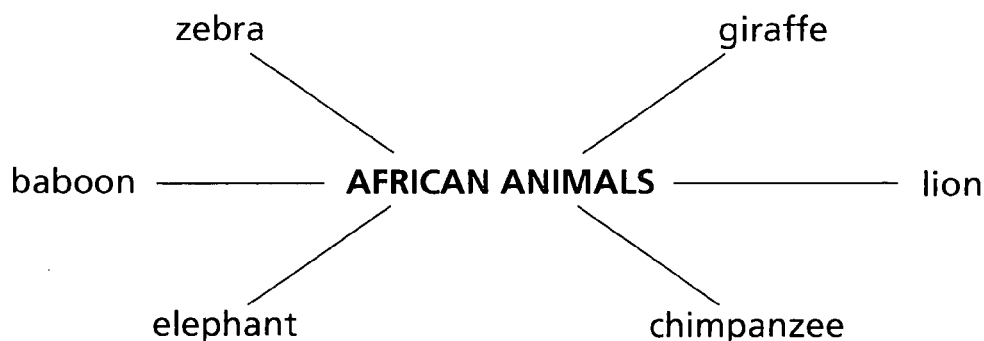 zebra giraffe
baboon AFRICAN ANIMALS lion
elephant chimpanzee